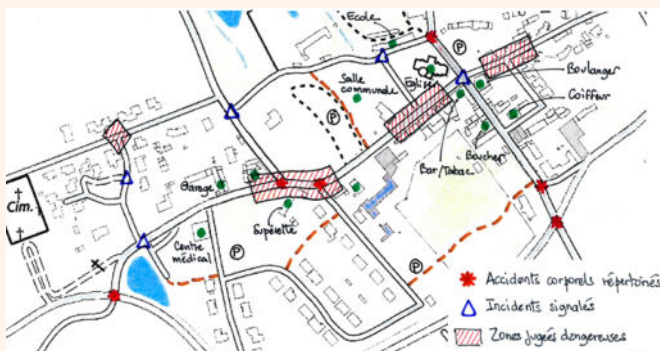 Ecole
P
Salle
communale
Eglise
P
Boulanger
Coiffeur
P
Boucher
Bar/Tabac
Garage
Cim.
Supérette
Centre
médical
P
P
Accidents corporels répertoriés
Incidents signalés
Zones jugées dangereuses